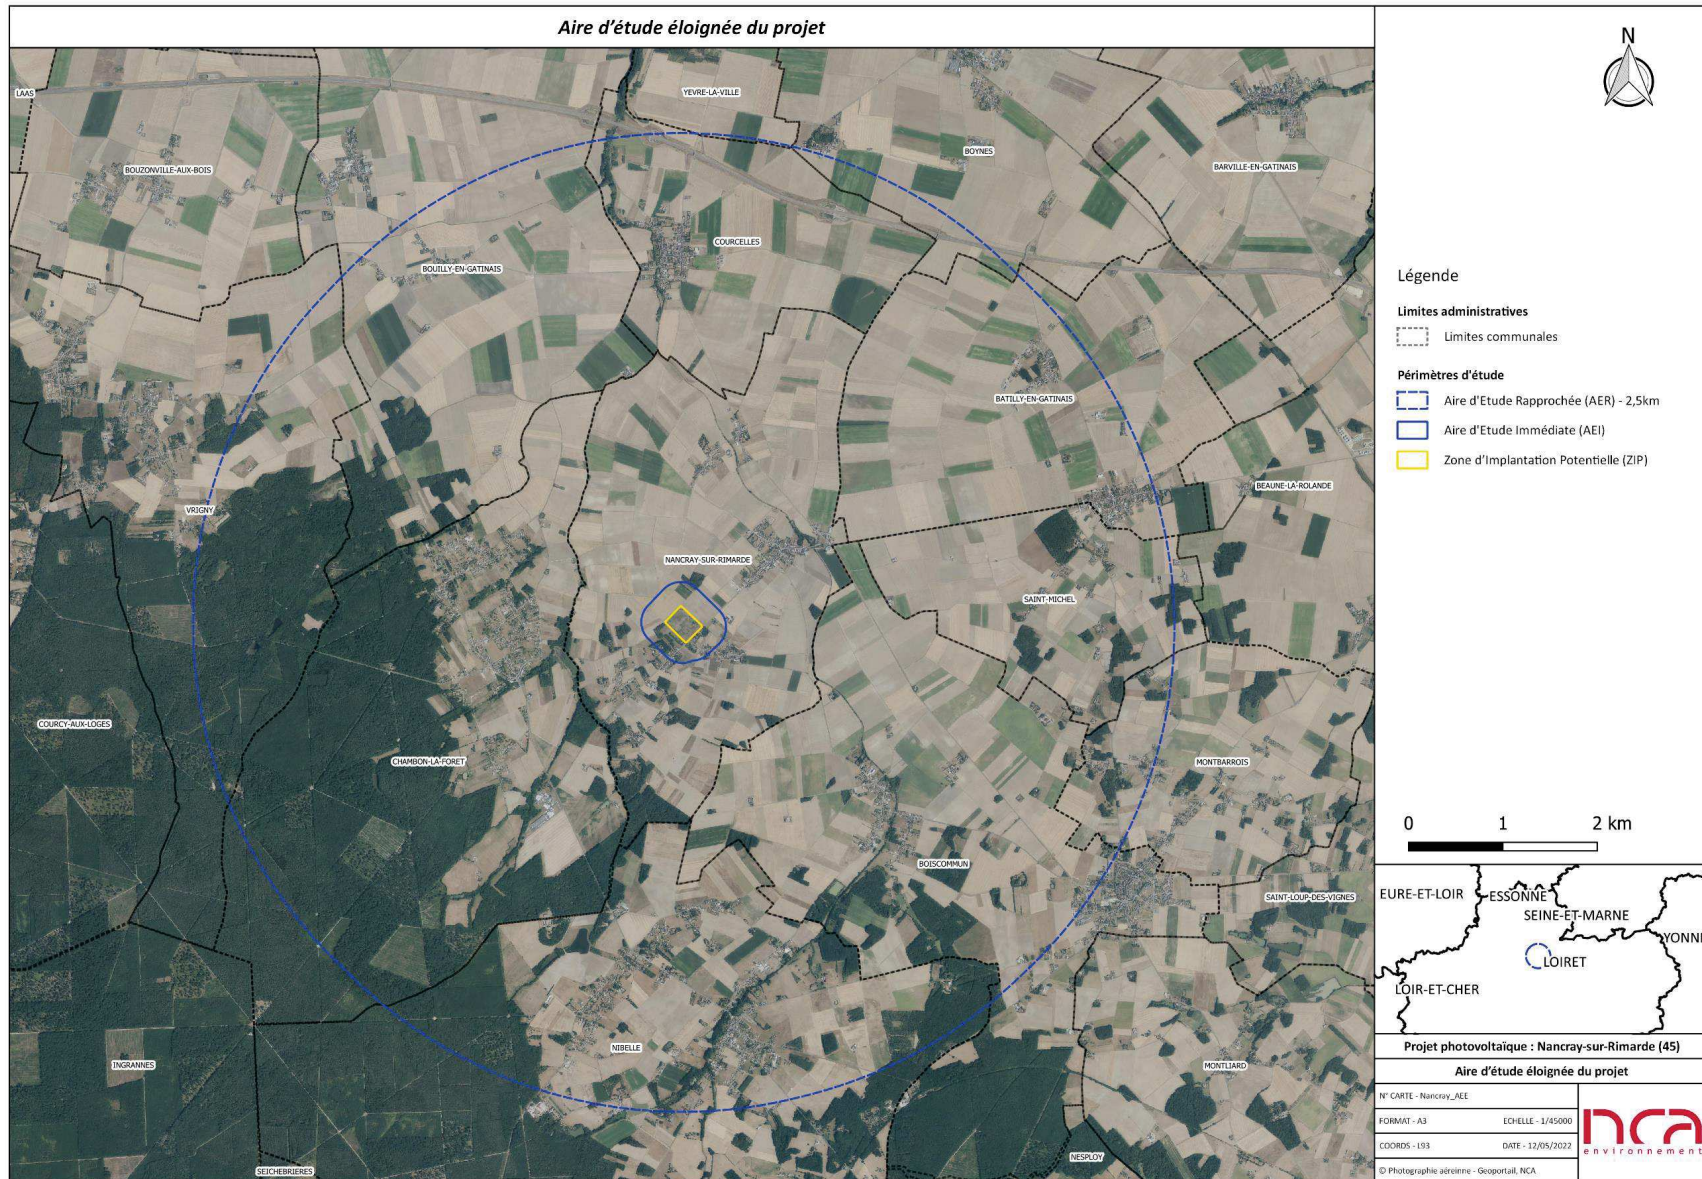 Aire d'étude éloignée du projet
N
LAAS
YEVRE-LA-VILLE
BOYNES
BOUZONVILLE-AUX-BOIS
BARVILLE-EN-GATINAIS
COURCELLES
BOUILLY-EN-GATINAIS
BATILLY-EN-GATINAIS
BEAUNE-LA-ROLANDE
VRIGNY
NANCRAY-SUR-RIMARDE
SAINT-MICHEL
COURCY-AUX-LOGES
CHAMBON-LA-FORET
MONTBARROIS
BOISCOMMUN
SAINT-LOUP-DES-VIGNES
NIBELLE
INGRANNES
MONTLIARD
NESPLOY
SEICHEBRIERES
Légende
Limites administratives
Limites communales
Périmètres d'étude
Aire d'Etude Rapprochée (AER) - 2,5km
Aire d'Etude Immédiate (AEI)
Zone d'Implantation Potentielle (ZIP)
0 1 2 km
EURE-ET-LOIR
ESSONNE
SEINE-ET-MARNE
YONN
LOIRET
LOIR-ET-CHER
Projet photovoltaïque : Nancray-sur-Rimarde (45)
Aire d'étude éloignée du projet
N° CARTE - Nancray_AEE
FORMAT - A3 ECHELLE - 1/45000
COORDS - L93 DATE - 12/05/2022
© Photographie aéreinne - Geoportail, NCA
nca
environnement